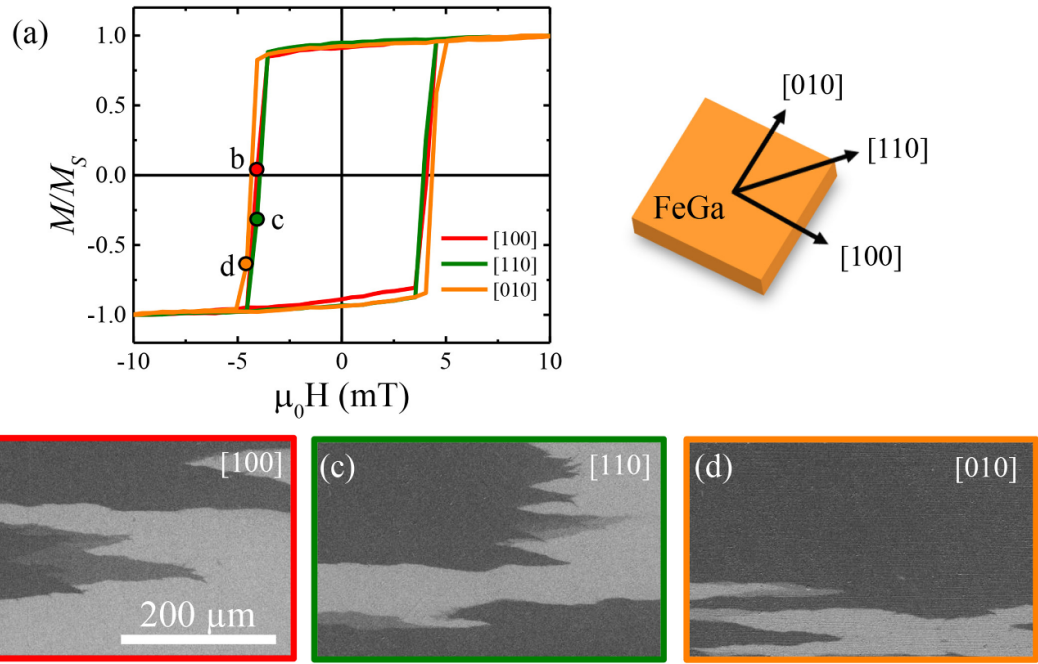 (a)
1.0
0.5
0.0
-0.5
-1.0
M/M_S
b
c
d
[100]
[110]
[010]
-10 -5 0 5 10
μ₀H (mT)
[010]
[110]
FeGa
[100]
[100]
200 μm
(c) [110]
(d) [010]